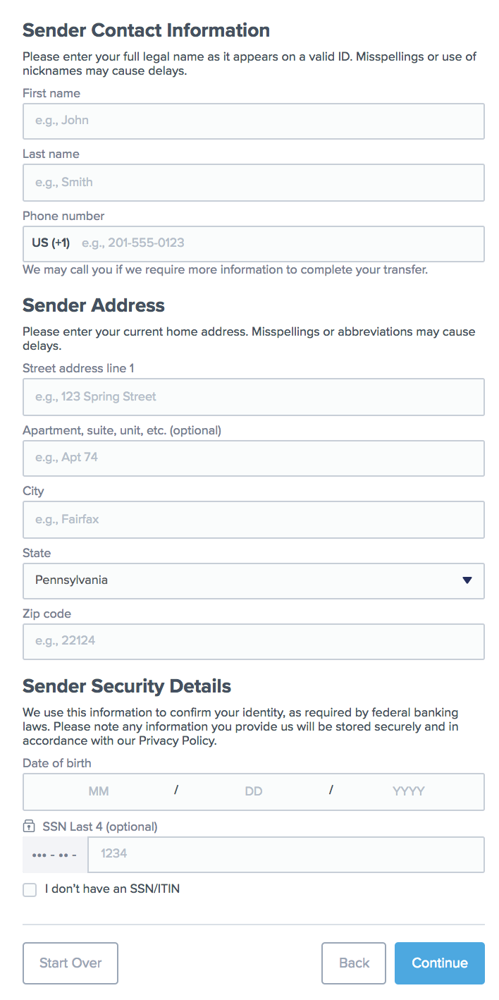 Sender Contact Information
Please enter your full legal name as it appears on a valid ID. Misspellings or use of
nicknames may cause delays.
First name
e.g., John
Last name
e.g., Smith
Phone number
US (+1) e.g., 201-555-0123
We may call you if we require more information to complete your transfer.
Sender Address
Please enter your current home address. Misspellings or abbreviations may cause
delays.
Street address line 1
e.g., 123 Spring Street
Apartment, suite, unit, etc. (optional)
e.g., Apt 74
City
e.g., Fairfax
State
Pennsylvania
Zip code
e.g., 22124
Sender Security Details
We use this information to confirm your identity, as required by federal banking
laws. Please note any information you provide us will be stored securely and in
accordance with our Privacy Policy.
Date of birth
MM / DD / YYYY
SSN Last 4 (optional)
••• - •• - 1234
I don’t have an SSN/ITIN
Start Over Back Continue